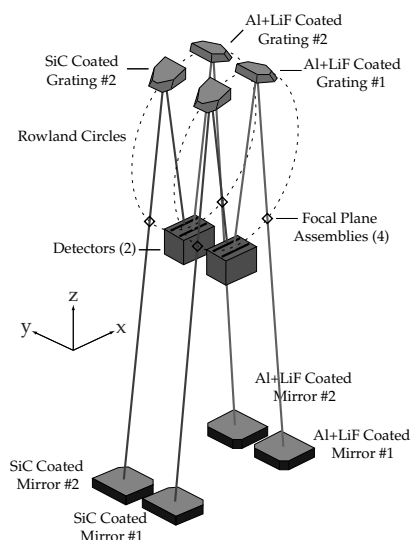 Al+LiF Coated
Grating #2
SiC Coated
Grating #2
Al+LiF Coated
Grating #1
Rowland Circles
Focal Plane
Assemblies (4)
Detectors (2)
z
y
x
Al+LiF Coated
Mirror #2
Al+LiF Coated
Mirror #1
SiC Coated
Mirror #2
SiC Coated
Mirror #1